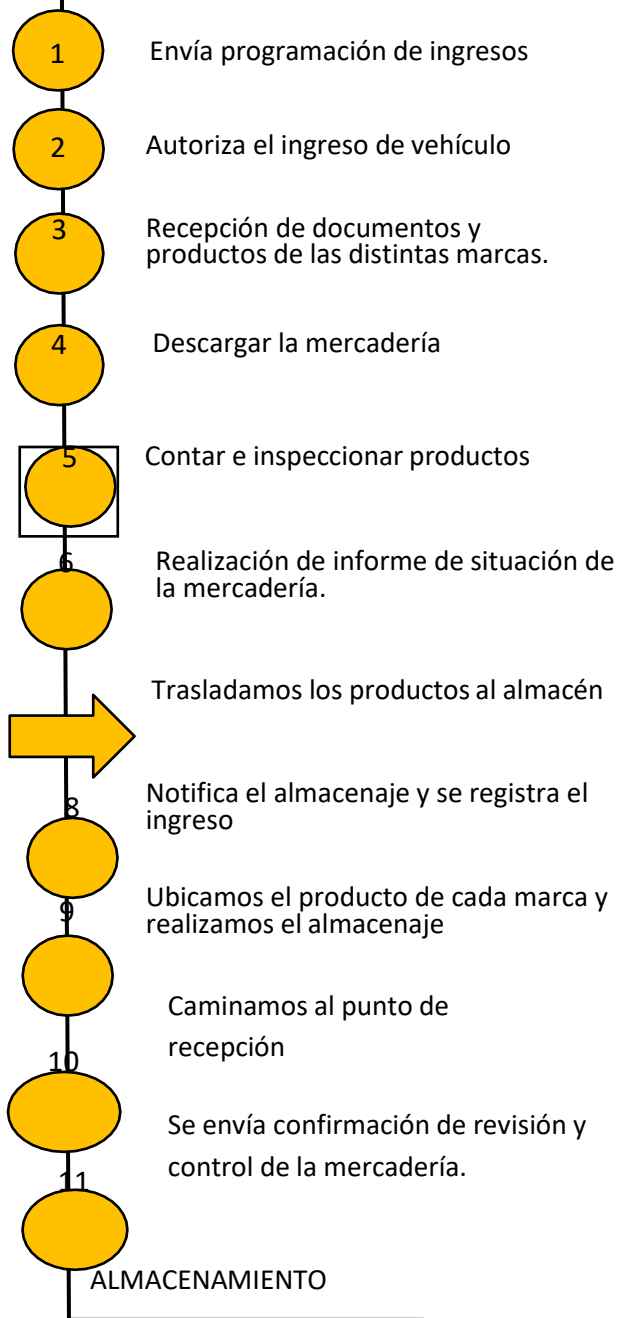 1
Envía programación de ingresos
2
Autoriza el ingreso de vehículo
3
Recepción de documentos y
productos de las distintas marcas.
4
Descargar la mercadería
5
Contar e inspeccionar productos
6
Realización de informe de situación de
la mercadería.
Trasladamos los productos al almacén
8
Notifica el almacenaje y se registra el
ingreso
9
Ubicamos el producto de cada marca y
realizamos el almacenaje
10
Caminamos al punto de
recepción
11
Se envía confirmación de revisión y
control de la mercadería.
ALMACENAMIENTO